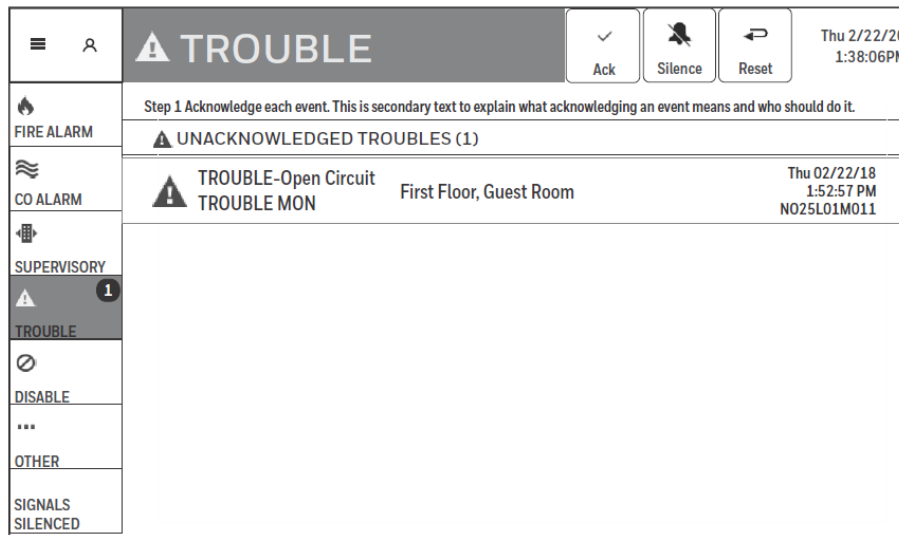 TROUBLE
Ack
Silence
Reset
Thu 2/22/20
1:38:06PM
FIRE ALARM
CO ALARM
SUPERVISORY
1
TROUBLE
DISABLE
OTHER
SIGNALS
SILENCED
Step 1 Acknowledge each event. This is secondary text to explain what acknowledging an event means and who should do it.
UNACKNOWLEDGED TROUBLES (1)
TROUBLE-Open Circuit
TROUBLE MON
First Floor, Guest Room
Thu 02/22/18
1:52:57 PM
N025L01M011